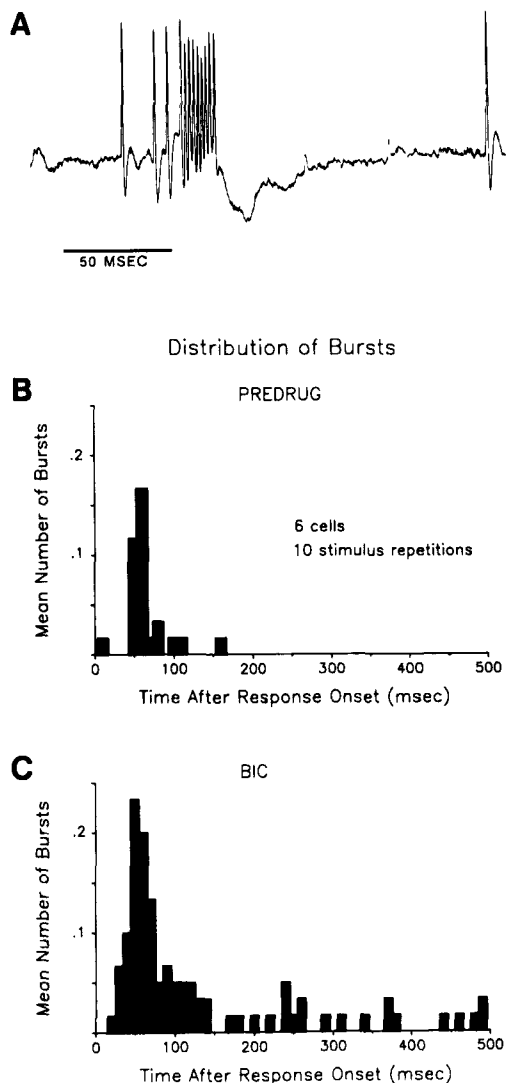 A
50 MSEC
Distribution of Bursts
B
PREDRUG
.2
.1
Mean Number of Bursts
6 cells
10 stimulus repetitions
0 100 200 300 400 500
Time After Response Onset (msec)
C
BIC
.2
.1
Mean Number of Bursts
0 100 200 300 400 500
Time After Response Onset (msec)